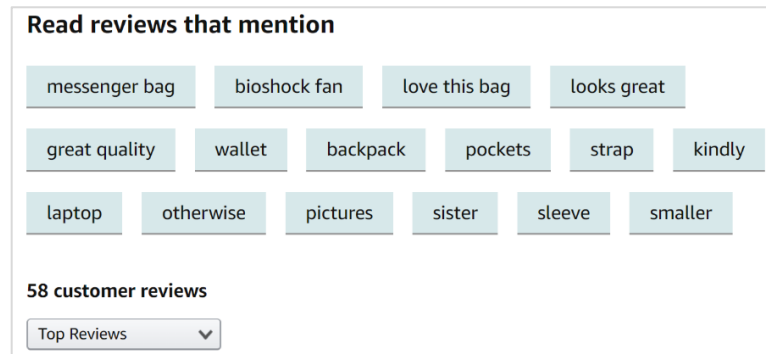 Read reviews that mention
messenger bag bioshock fan love this bag looks great
great quality wallet backpack pockets strap kindly
laptop otherwise pictures sister sleeve smaller
58 customer reviews
Top Reviews